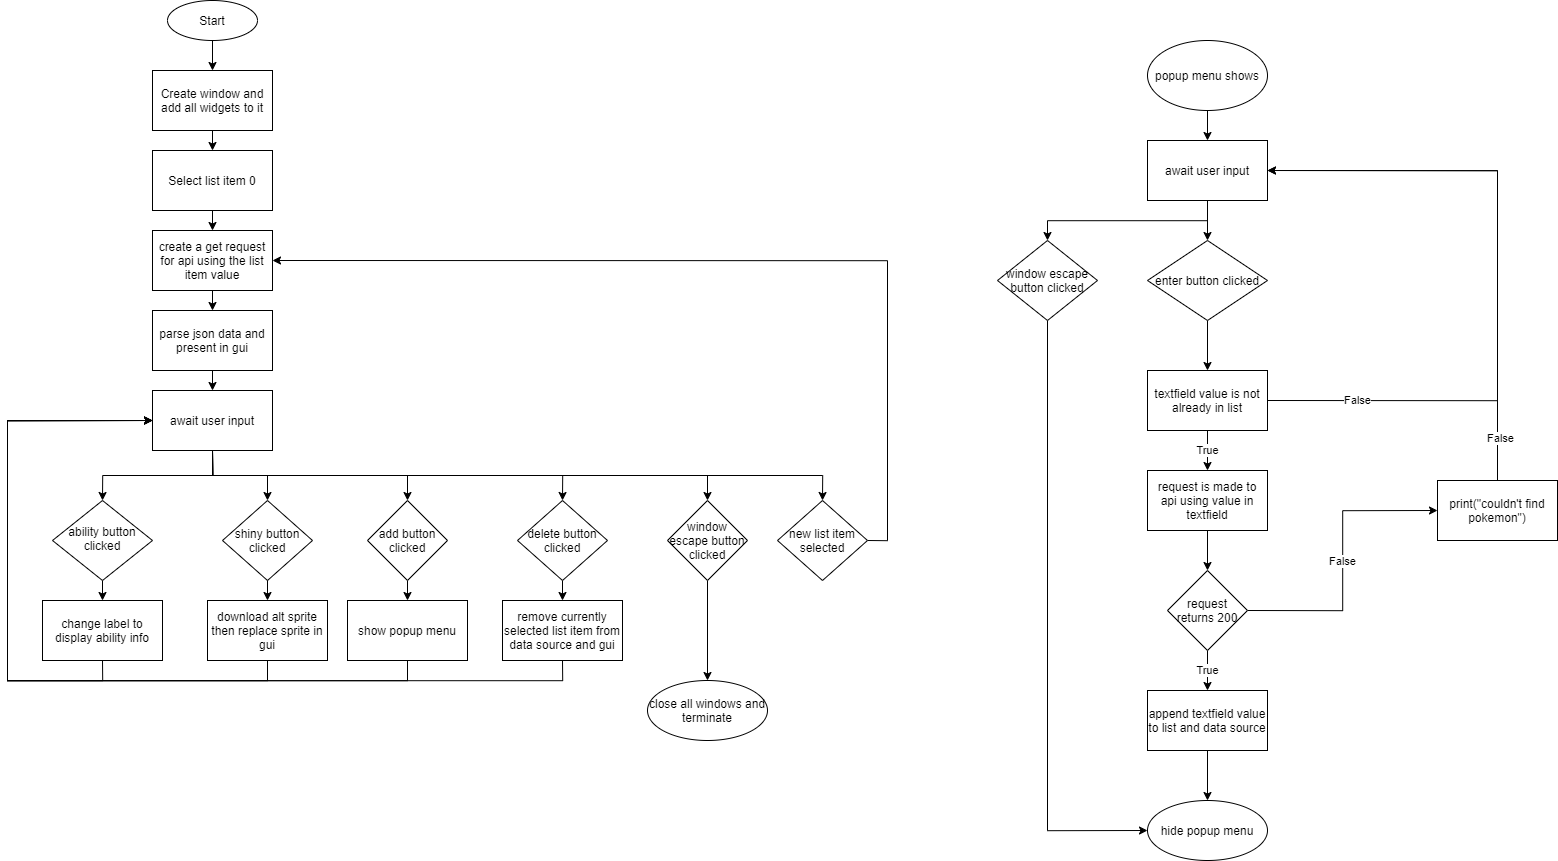 Start
Create window and
add all widgets to it
Select list item 0
create a get request
for api using the list
item value
parse json data and
present in gui
await user input
ability button
clicked
shiny button
clicked
add button
clicked
delete button
clicked
window
escape button
clicked
new list item
selected
change label to
display ability info
download alt sprite
then replace sprite in
gui
show popup menu
remove currently
selected list item from
data source and gui
close all windows and
terminate
popup menu shows
await user input
window escape
button clicked
enter button clicked
textfield value is not
already in list
False
True
False
request is made to
api using value in
textfield
print("couldn't find
pokemon")
False
request
returns 200
True
append textfield value
to list and data source
hide popup menu